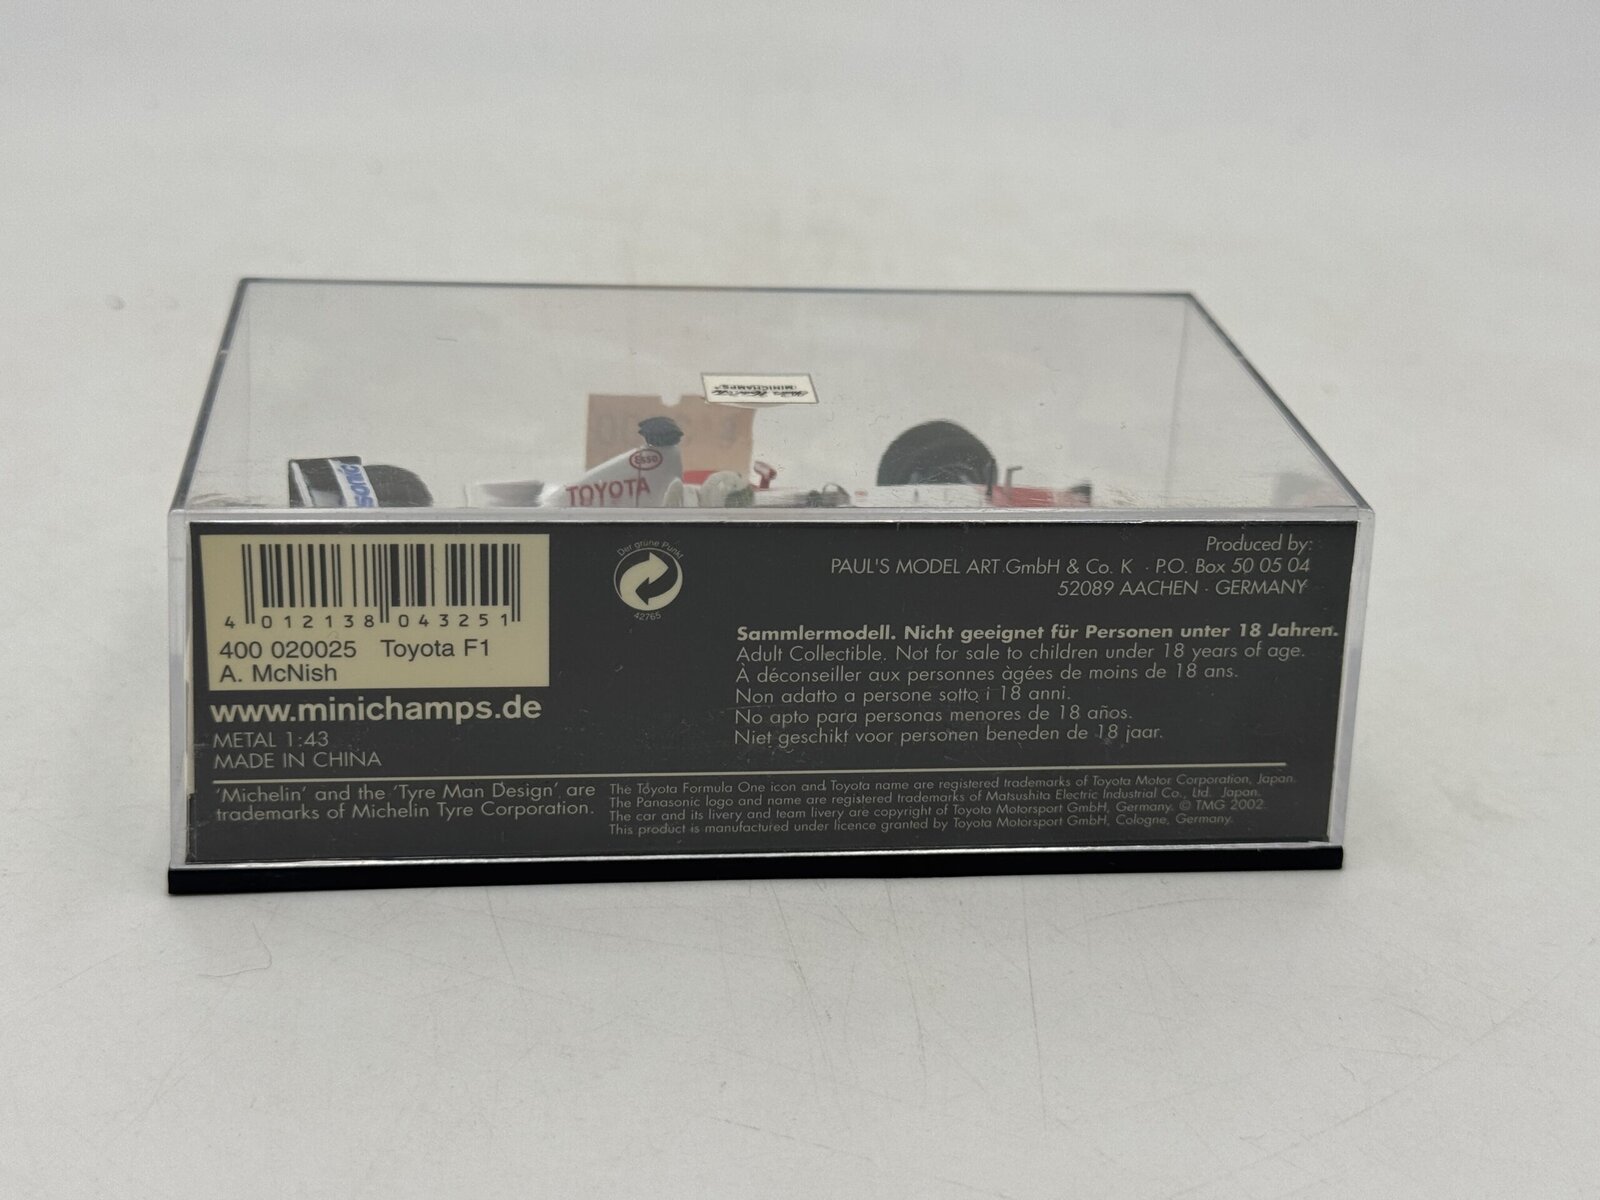 MINICHAMPS
Esso
TOYOTA
sonic
4 012138 043251
400 020025 Toyota F1
A. McNish
www.minichamps.de
METAL 1:43
MADE IN CHINA
Der grüne Punkt
42765
Produced by:
PAUL'S MODEL ART GmbH & Co. K · P.O. Box 50 05 04
52089 AACHEN · GERMANY
Sammlermodell. Nicht geeignet für Personen unter 18 Jahren.
Adult Collectible. Not for sale to children under 18 years of age.
À déconseiller aux personnes àgées de moins de 18 ans.
Non adatto a persone sotto i 18 anni.
No apto para personas menores de 18 años.
Niet geschikt voor personen beneden de 18 jaar.
'Michelin' and the 'Tyre Man Design' are
trademarks of Michelin Tyre Corporation.
The Toyota Formula One icon and Toyota name are registered trademarks of Toyota Motor Corporation, Japan.
The Panasonic logo and name are registered trademarks of Matsushita Electric Industrial Co., Ltd. Japan.
The car and its livery and team livery are copyright of Toyota Motorsport GmbH, Germany. © TMG 2002.
This product is manufactured under licence granted by Toyota Motorsport GmbH, Cologne, Germany.